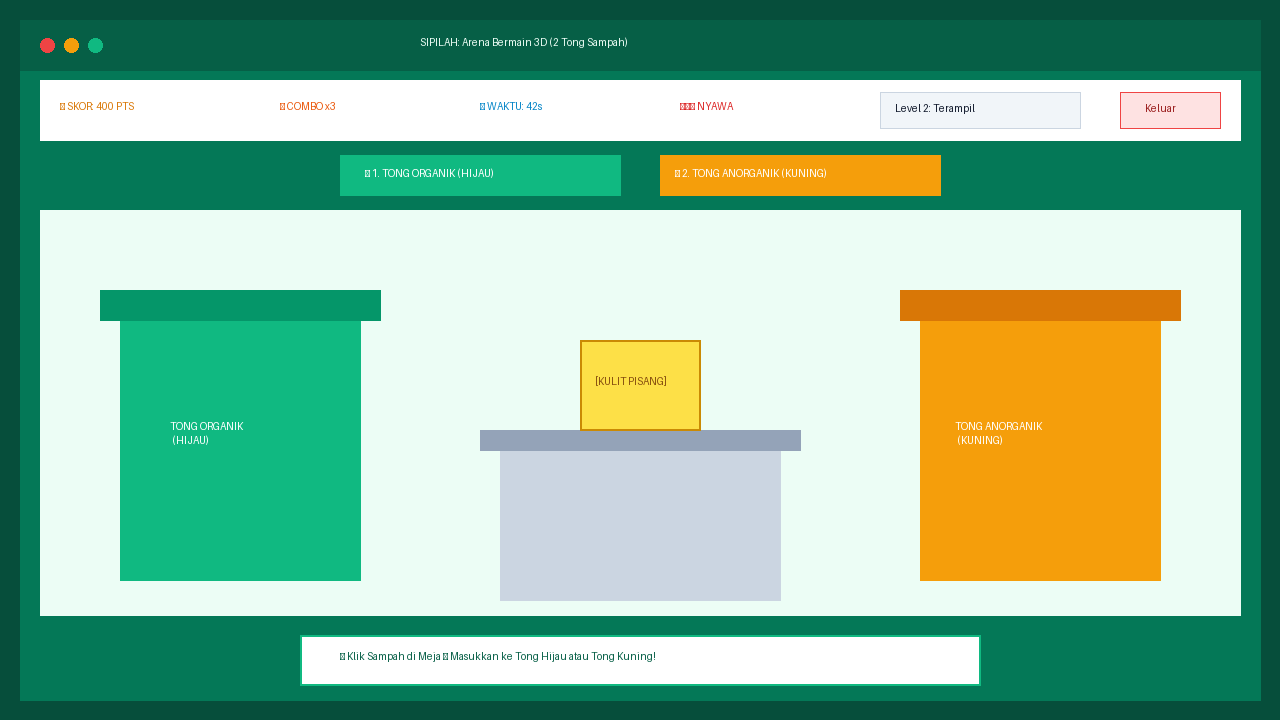 SIPILAH: Arena Bermain 3D (2 Tong Sampah)
SKOR: 400 PTS
COMBO x3
WAKTU: 42s
NYAWA
Level 2: Terampil
Keluar
1. TONG ORGANIK (HIJAU)
2. TONG ANORGANIK (KUNING)
[KULIT PISANG]
TONG ORGANIK
(HIJAU)
TONG ANORGANIK
(KUNING)
Klik Sampah di Meja Masukkan ke Tong Hijau atau Tong Kuning!